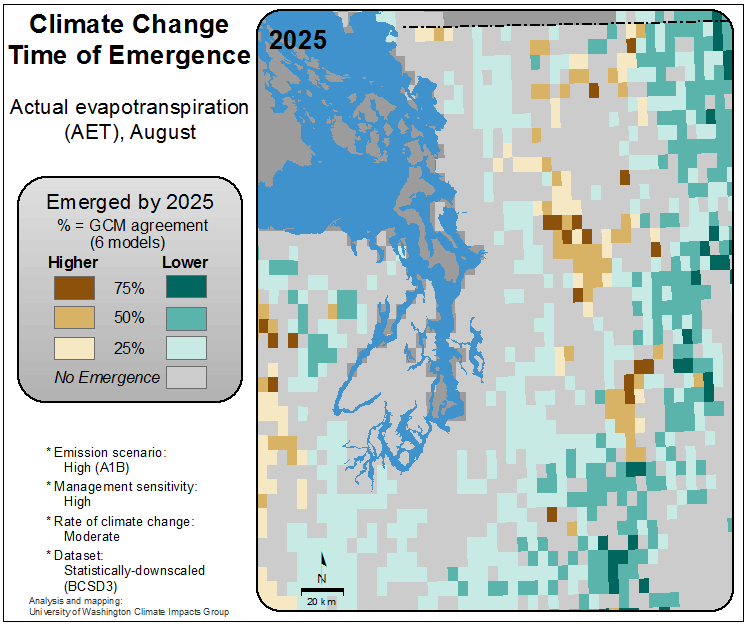 Climate Change
Time of Emergence
Actual evapotranspiration
(AET), August
Emerged by 2025
% = GCM agreement
(6 models)
Higher
Lower
75%
50%
25%
No Emergence
* Emission scenario:
High (A1B)
* Management sensitivity:
High
* Rate of climate change:
Moderate
* Dataset:
Statistically-downscaled
(BCSD3)
Analysis and mapping:
University of Washington Climate Impacts Group
2025
N
20 km